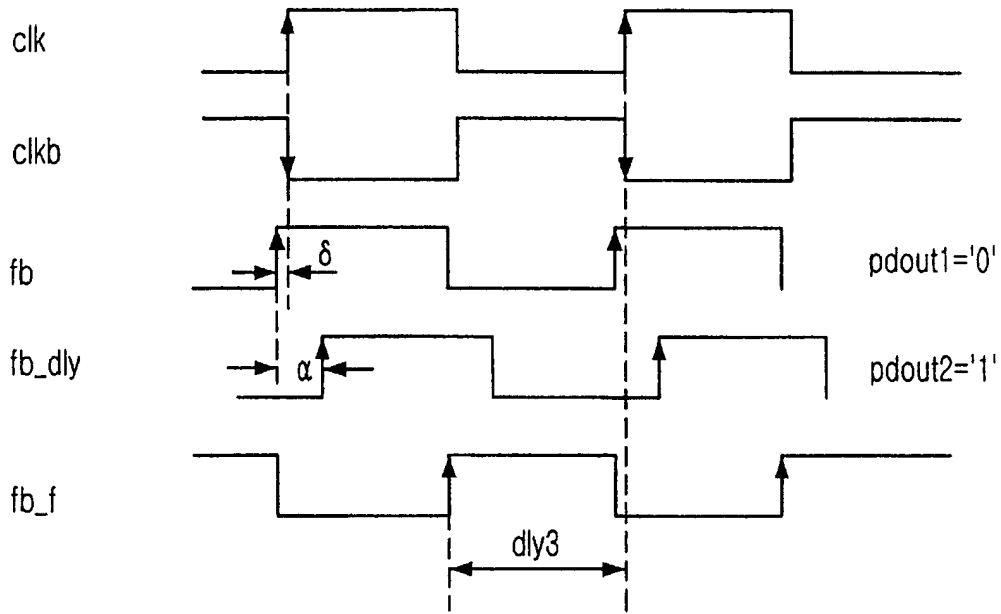 clk
clkb
fb
δ
pdout1='0'
fb_dly
α
pdout2='1'
fb_f
dly3